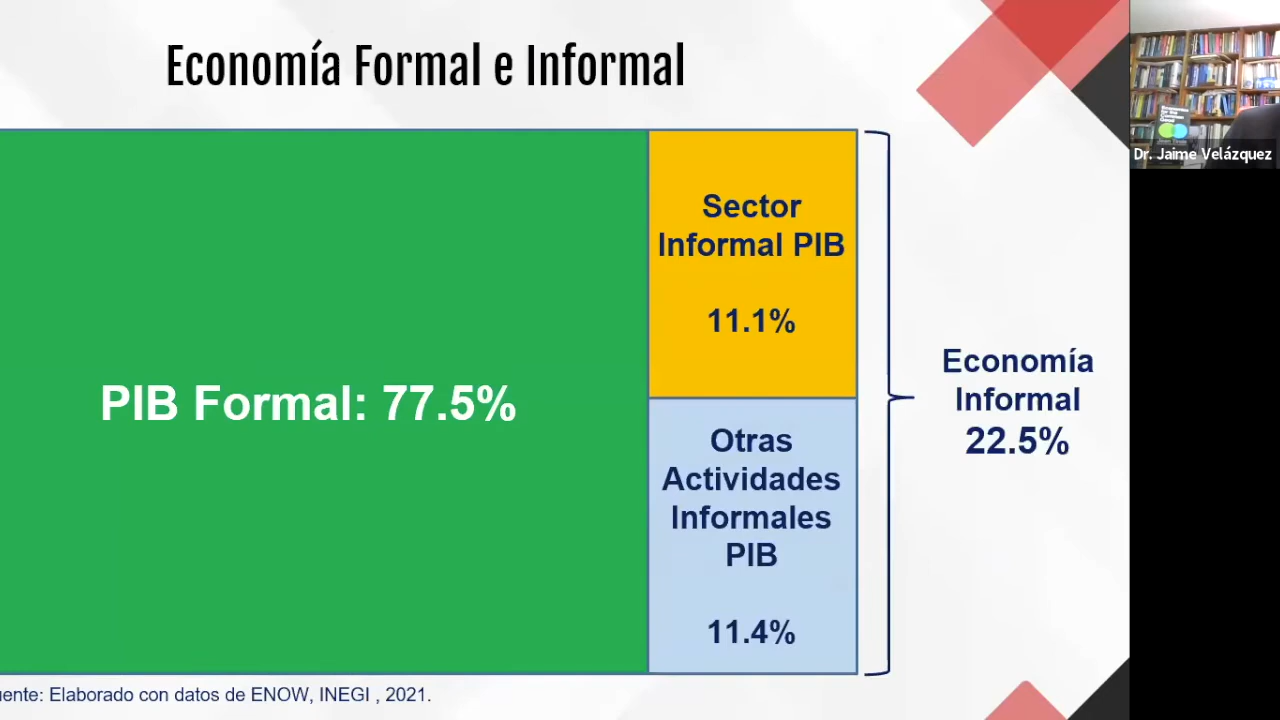 Economía Formal e Informal
PIB Formal: 77.5%
Sector
Informal PIB
11.1%
Otras
Actividades
Informales
PIB
11.4%
Economía
Informal
22.5%
uente: Elaborado con datos de ENOW, INEGI , 2021.
Dr. Jaime Velázquez